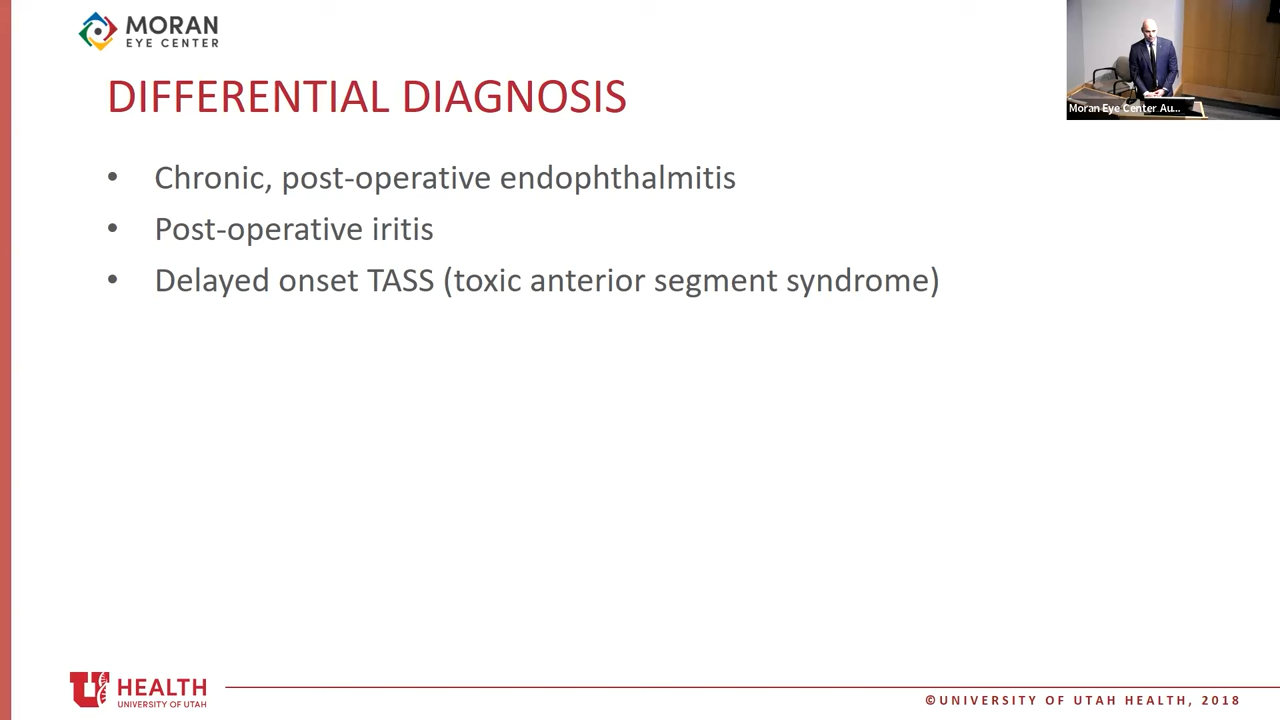 MORAN
EYE CENTER
Moran Eye Center Au...
DIFFERENTIAL DIAGNOSIS
• Chronic, post-operative endophthalmitis
• Post-operative iritis
• Delayed onset TASS (toxic anterior segment syndrome)
U HEALTH
UNIVERSITY OF UTAH
©UNIVERSITY OF UTAH HEALTH, 2018